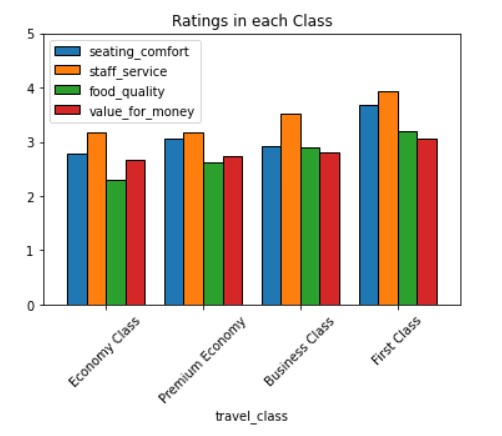 Ratings in each Class
5
4
3
2
1
0
seating_comfort
staff_service
food_quality
value_for_money
Economy Class
Premium Economy
Business Class
First Class
travel_class